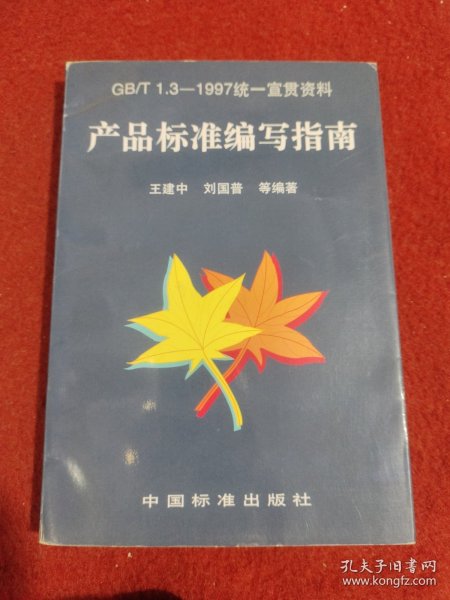 GB/T 1.3—1997统一宣贯资料
产品标准编写指南
王建中 刘国普 等编著
中国标准出版社
孔夫子旧书网
www.kongfz.com